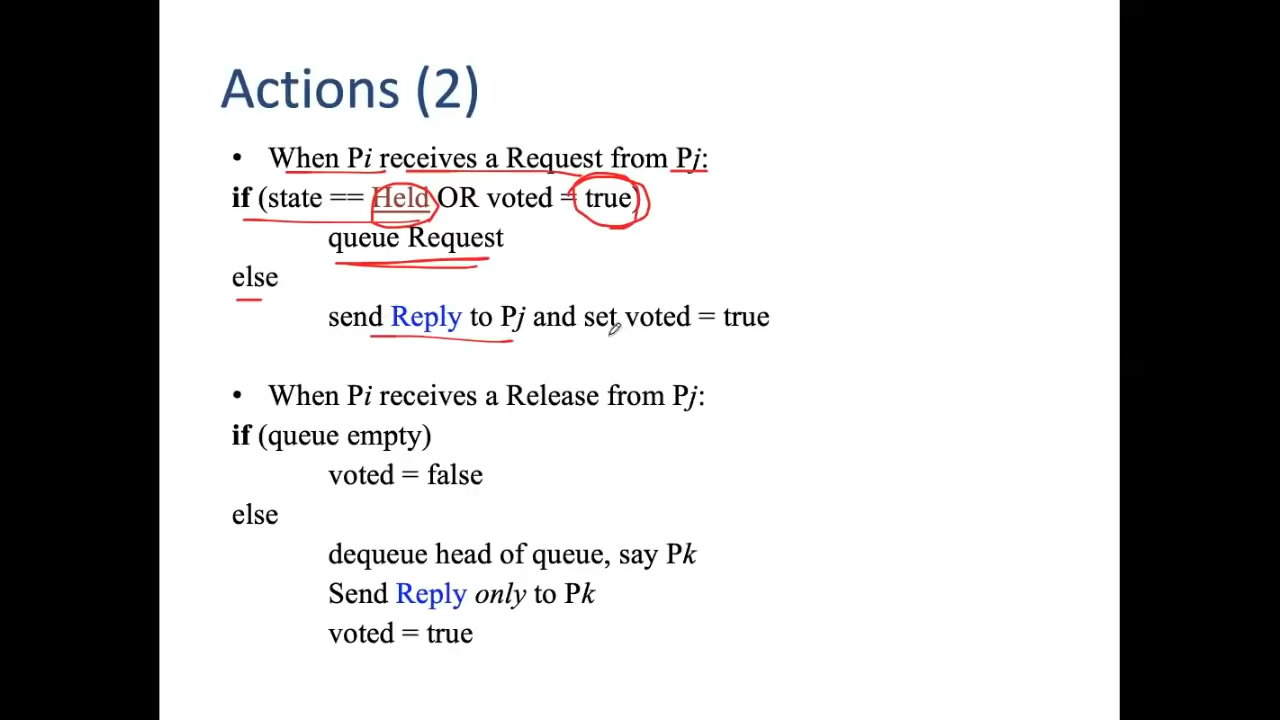 Actions (2)
• When Pi receives a Request from Pj:
if (state == Held OR voted = true)
queue Request
else
send Reply to Pj and set voted = true
• When Pi receives a Release from Pj:
if (queue empty)
voted = false
else
dequeue head of queue, say Pk
Send Reply only to Pk
voted = true